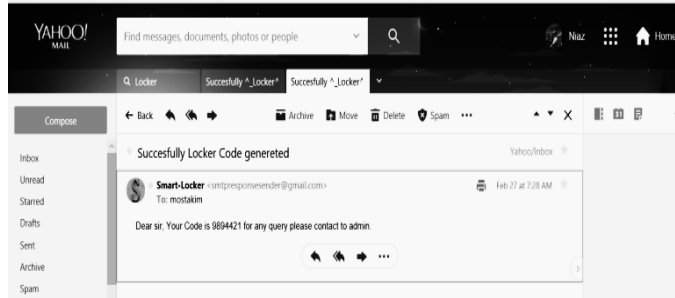 YAHOO!
MAIL
Find messages, documents, photos or people
Niaz
Home
Locker
Succesfully ^_Locker^
Succesfully ^_Locker^
Compose
Back
Archive
Move
Delete
Spam
Inbox
Unread
Starred
Drafts
Sent
Archive
Spam
Succesfully Locker Code genereted
Yahoo/Inbox
Smart-Locker <smtpresponsesender@gmail.com>
Feb 27 at 7:28 AM
To: mostakim
Dear sir, Your Code is 9894421 for any query please contact to admin.